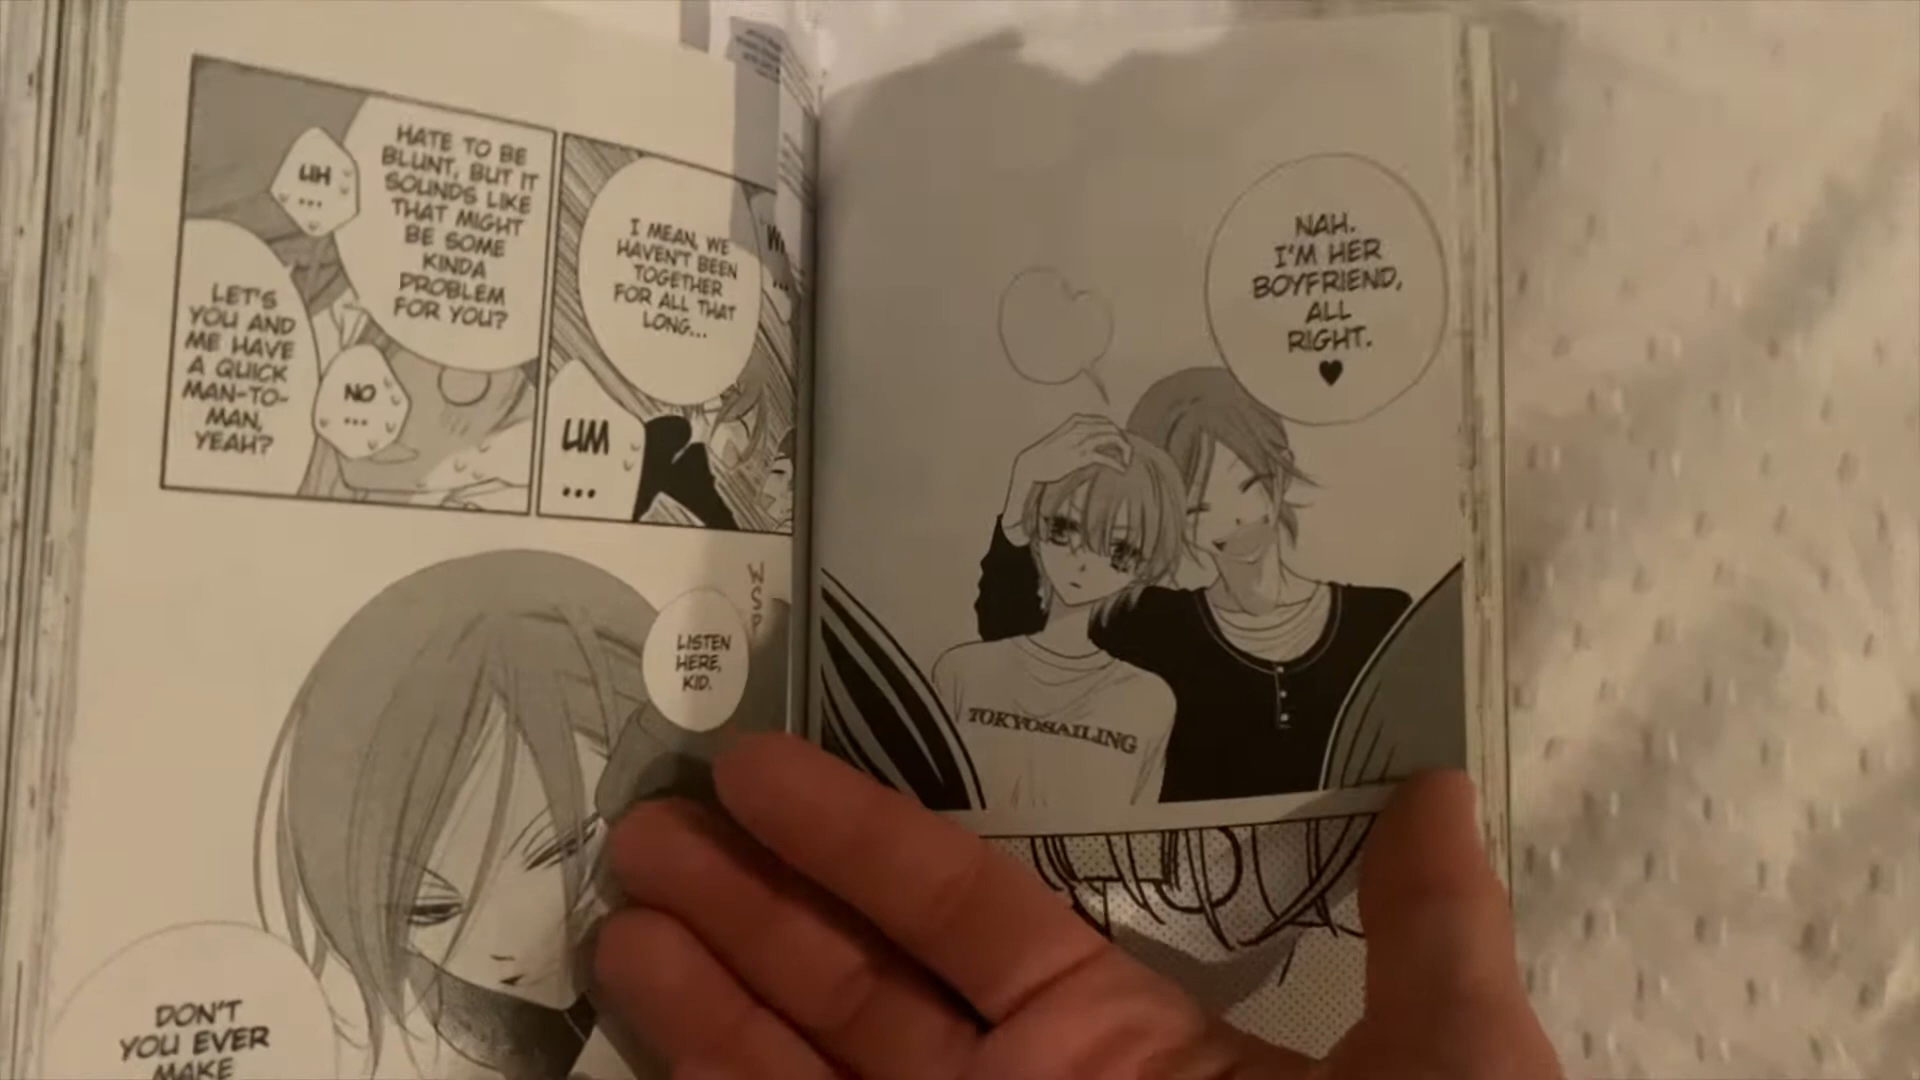 NAH.
I'M HER
BOYFRIEND,
ALL
RIGHT.
TOKYOSAILING
I MEAN, WE
HAVEN'T BEEN
TOGETHER
FOR ALL THAT
LONG...
UM
...
HATE TO BE
BLUNT, BUT IT
SOUNDS LIKE
THAT MIGHT
BE SOME
KINDA
PROBLEM
FOR YOU?
UH
...
NO
...
LET'S
YOU AND
ME HAVE
A QUICK
MAN-TO-
MAN,
YEAH?
LISTEN
HERE,
KID.
DON'T
YOU EVER
MAKE